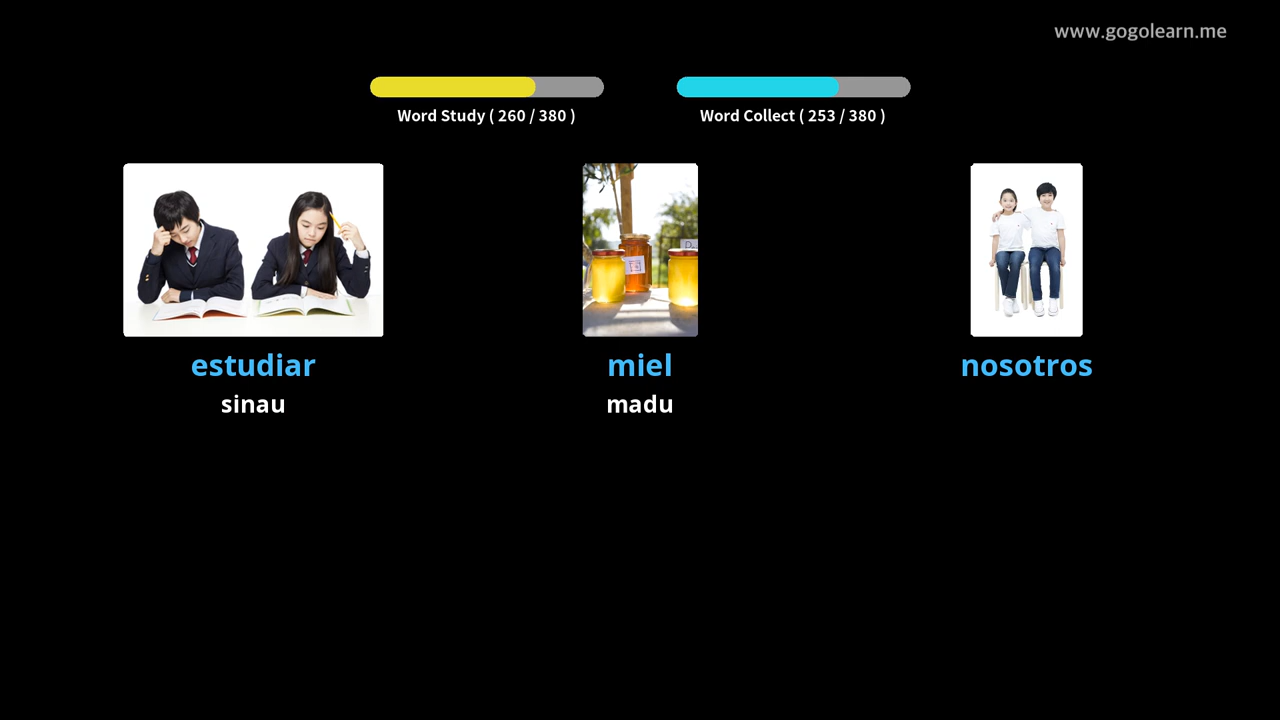 www.gogolearn.me
Word Study ( 260 / 380 )
Word Collect ( 253 / 380 )
estudiar
sinau
miel
madu
nosotros